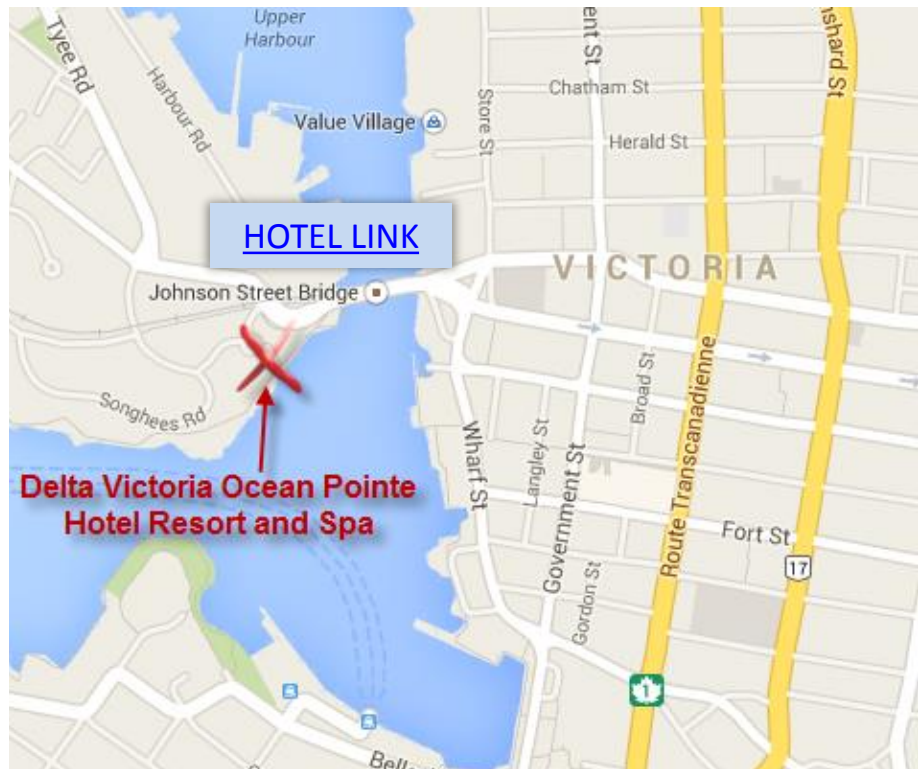 Upper
Harbour
Tyee Rd
Harbour Rd
Value Village
Store St
ent St
Chatham St
Herald St
nshard St
HOTEL LINK
VICTORIA
Johnson Street Bridge
Songhees Rd
Delta Victoria Ocean Pointe
Hotel Resort and Spa
Wharf St
Langley St
Broad St
Government St
Gordon St
Route Transcanadienne
Fort St
17
1
Belle